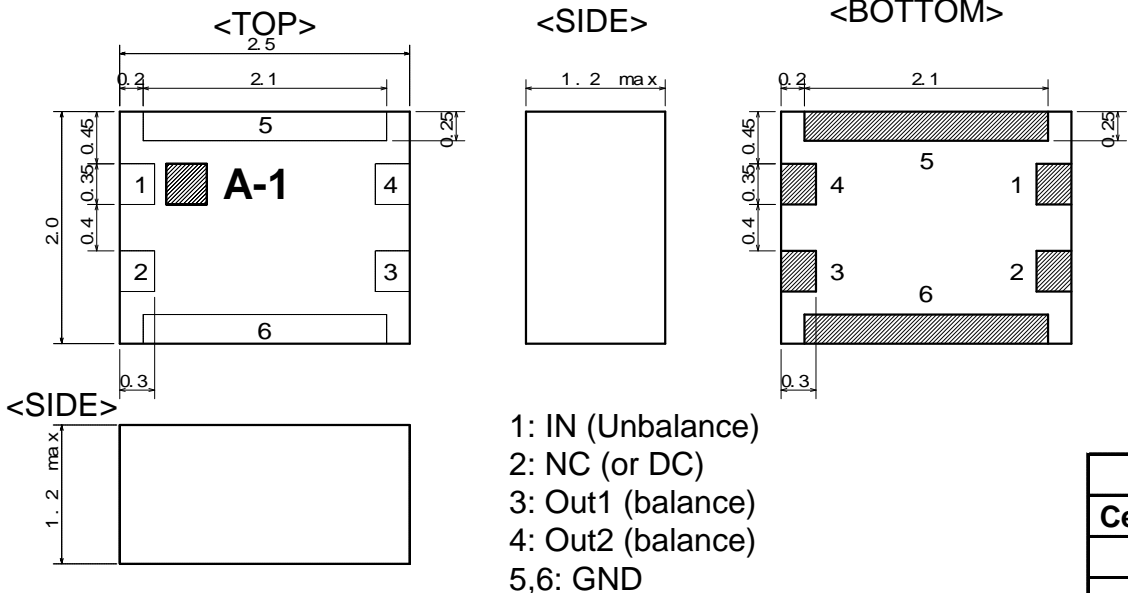 <TOP>
2.5
0.2 2.1
0.45
0.35
0.4
2.0
0.25
5
1 A-1 4
2 3
6
0.3
<SIDE>
1.2 max
<BOTTOM>
0.2 2.1
0.45
0.35
0.4
0.25
5
4 1
3 2
6
0.3
<SIDE>
1.2 max
1: IN (Unbalance)
2: NC (or DC)
3: Out1 (balance)
4: Out2 (balance)
5,6: GND